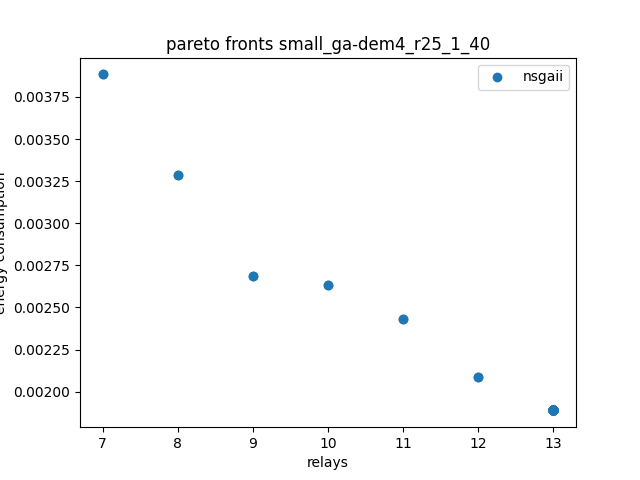 pareto fronts small_ga-dem4_r25_1_40
nsgaii
0.00375
0.00350
0.00325
0.00300
0.00275
0.00250
0.00225
0.00200
energy consumption
7 8 9 10 11 12 13
relays